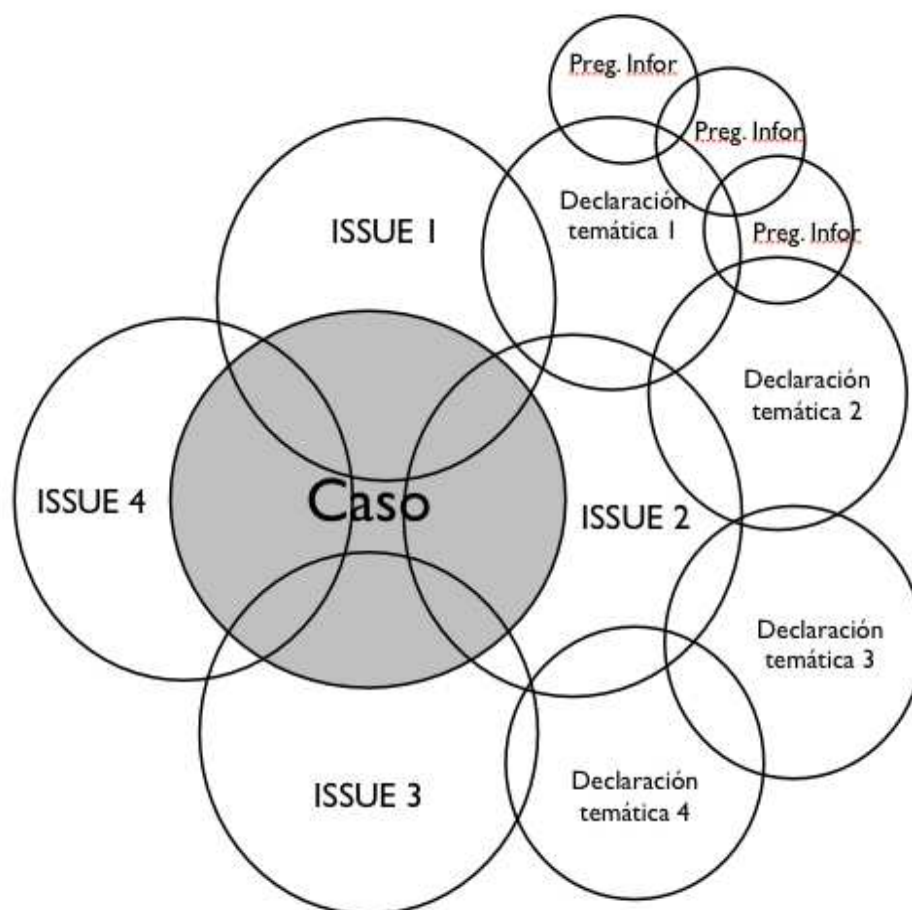 Preg. Infor
Preg. Infor
Preg. Infor
Declaración
temática 1
ISSUE 1
Declaración
temática 2
Caso
ISSUE 4
ISSUE 2
Declaración
temática 3
ISSUE 3
Declaración
temática 4